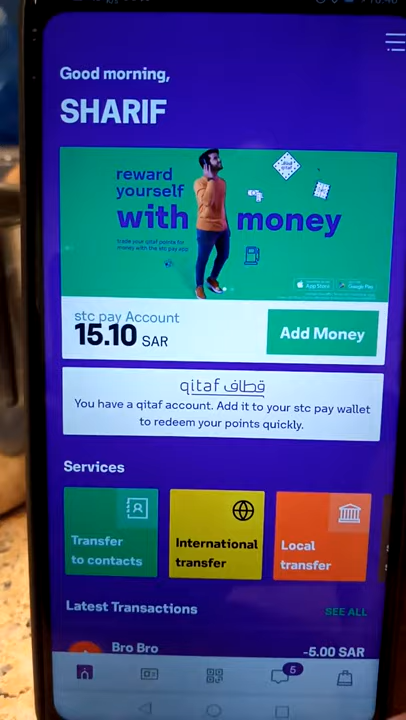 Good morning,
SHARIF
reward
yourself
with money
trade your qitaf points for
money with the stc pay app
App Store
Google Pay
stc pay Account
15.10 SAR
Add Money
qitaf قطاف
You have a qitaf account. Add it to your stc pay wallet
to redeem your points quickly.
Services
Transfer
to contacts
International
transfer
Local
transfer
Latest Transactions
SEE ALL
Bro Bro
-5.00 SAR
5